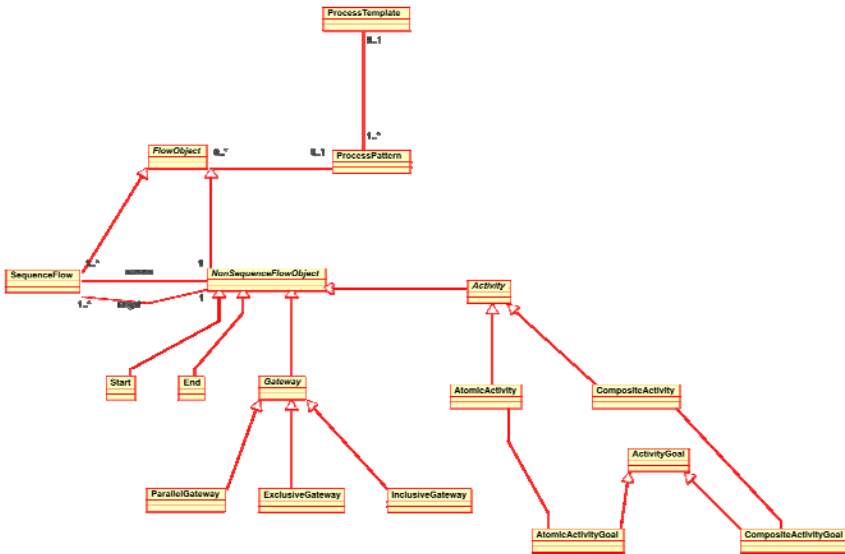 ProcessTemplate
0..1
1..*
FlowObject
0..*
0..1
ProcessPattern
SequenceFlow
1
NonSequenceFlowObject
1..*
1
Activity
Start
End
Gateway
AtomicActivity
CompositeActivity
ActivityGoal
ParallelGateway
ExclusiveGateway
InclusiveGateway
AtomicActivityGoal
CompositeActivityGoal